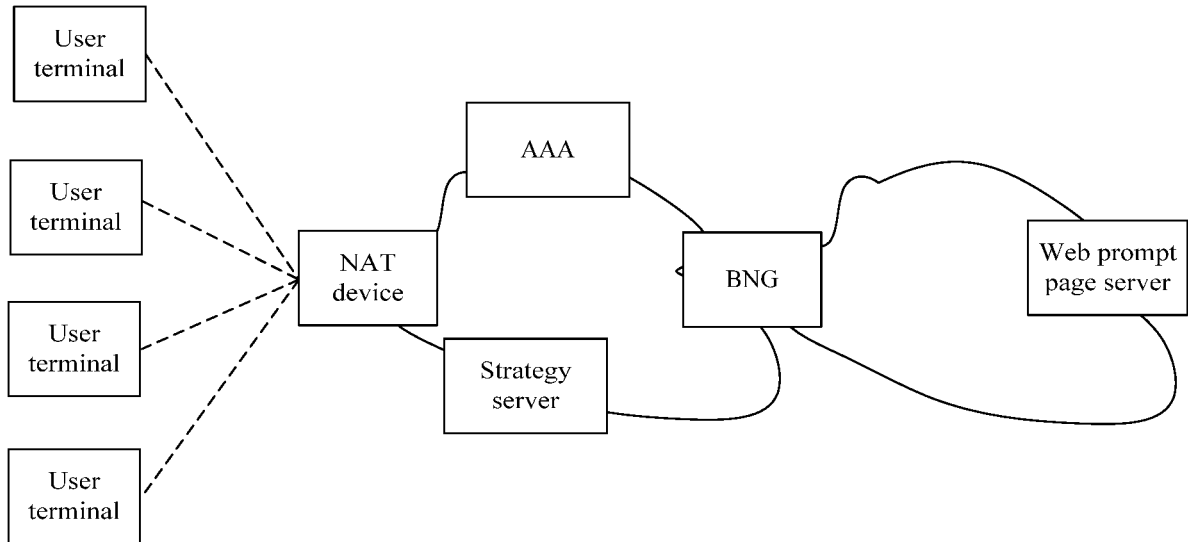 User
terminal
User
terminal
User
terminal
User
terminal
NAT
device
AAA
Strategy
server
BNG
Web prompt
page server